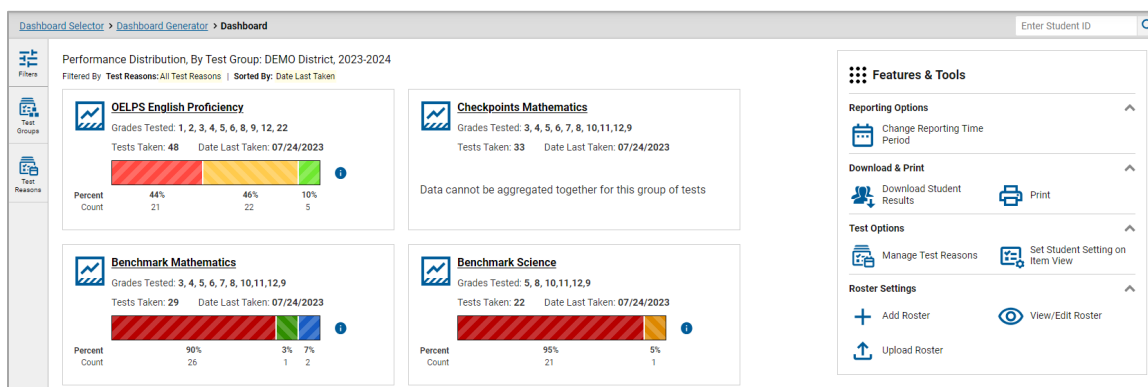 Dashboard Selector > Dashboard Generator > Dashboard
Enter Student ID
Filters
Test
Groups
Test
Reasons
Performance Distribution, By Test Group: DEMO District, 2023-2024
Filtered By Test Reasons: All Test Reasons | Sorted By: Date Last Taken
OELPS English Proficiency
Grades Tested: 1, 2, 3, 4, 5, 6, 8, 9, 12, 22
Tests Taken: 48 Date Last Taken: 07/24/2023
Percent 44% 46% 10%
Count 21 22 5
Checkpoints Mathematics
Grades Tested: 3, 4, 5, 6, 7, 8, 10,11,12,9
Tests Taken: 33 Date Last Taken: 07/24/2023
Data cannot be aggregated together for this group of tests
Benchmark Mathematics
Grades Tested: 3, 4, 5, 6, 7, 8, 10,11,12,9
Tests Taken: 29 Date Last Taken: 07/24/2023
Percent 90% 3% 7%
Count 26 1 2
Benchmark Science
Grades Tested: 5, 8, 10,11,12,9
Tests Taken: 22 Date Last Taken: 07/24/2023
Percent 95% 5%
Count 21 1
Features & Tools
Reporting Options
Change Reporting Time
Period
Download & Print
Download Student
Results
Print
Test Options
Manage Test Reasons
Set Student Setting on
Item View
Roster Settings
Add Roster
View/Edit Roster
Upload Roster